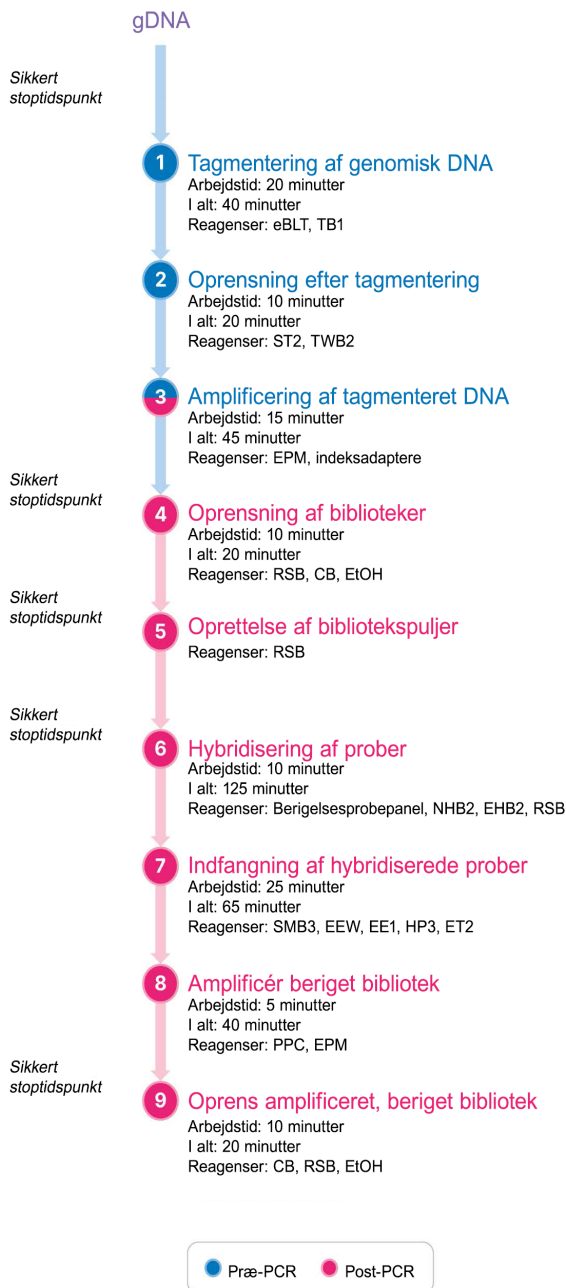 gDNA
Sikkert
stoptidspunkt
1 Tagmentering af genomisk DNA
Arbejdstid: 20 minutter
I alt: 40 minutter
Reagenser: eBLT, TB1
2 Oprensning efter tagmentering
Arbejdstid: 10 minutter
I alt: 20 minutter
Reagenser: ST2, TWB2
3 Amplificering af tagmenteret DNA
Arbejdstid: 15 minutter
I alt: 45 minutter
Reagenser: EPM, indeksadaptere
Sikkert
stoptidspunkt
4 Oprensning af biblioteker
Arbejdstid: 10 minutter
I alt: 20 minutter
Reagenser: RSB, CB, EtOH
Sikkert
stoptidspunkt
5 Oprettelse af bibliotekspuljer
Reagenser: RSB
Sikkert
stoptidspunkt
6 Hybridisering af prober
Arbejdstid: 10 minutter
I alt: 125 minutter
Reagenser: Berigelsesprobepanel, NHB2, EHB2, RSB
7 Indfangning af hybridiserede prober
Arbejdstid: 25 minutter
I alt: 65 minutter
Reagenser: SMB3, EEW, EE1, HP3, ET2
8 Amplificér beriget bibliotek
Arbejdstid: 5 minutter
I alt: 40 minutter
Reagenser: PPC, EPM
Sikkert
stoptidspunkt
9 Oprens amplificeret, beriget bibliotek
Arbejdstid: 10 minutter
I alt: 20 minutter
Reagenser: CB, RSB, EtOH
Præ-PCR Post-PCR